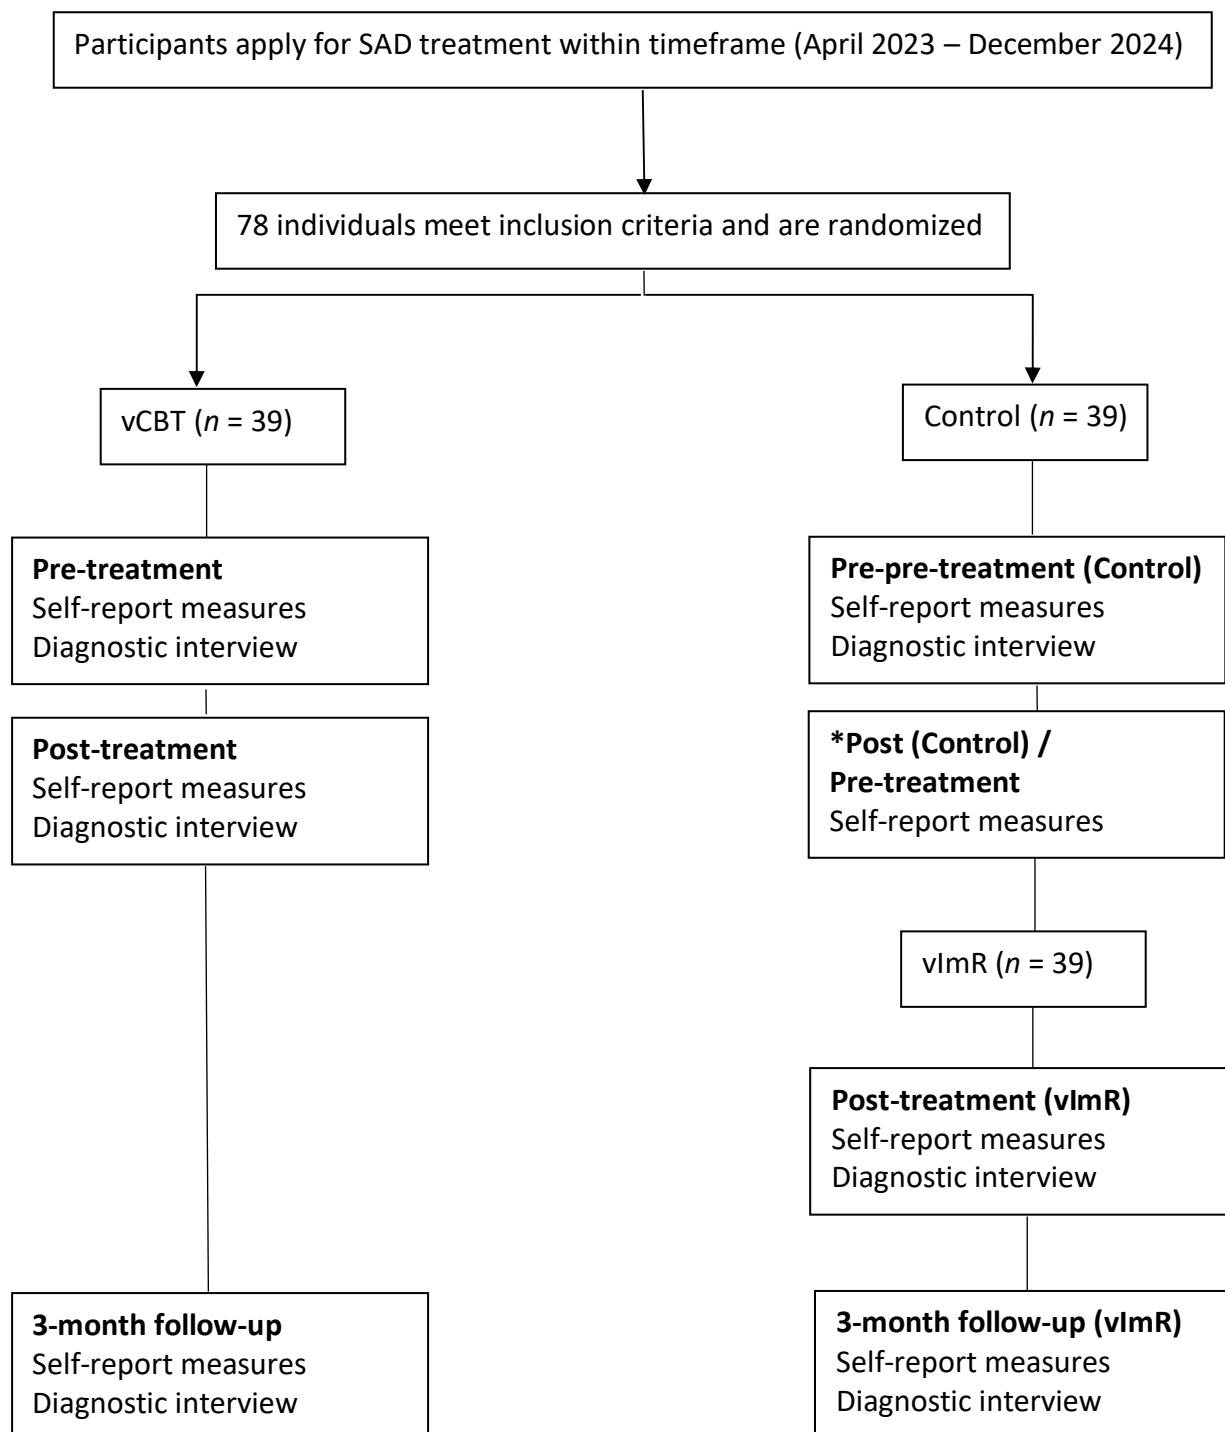 Participants apply for SAD treatment within timeframe (April 2023 – December 2024)
78 individuals meet inclusion criteria and are randomized
vCBT (n = 39)
Control (n = 39)
Pre-treatment
Self-report measures
Diagnostic interview
Pre-pre-treatment (Control)
Self-report measures
Diagnostic interview
Post-treatment
Self-report measures
Diagnostic interview
*Post (Control) /
Pre-treatment
Self-report measures
vImR (n = 39)
Post-treatment (vImR)
Self-report measures
Diagnostic interview
3-month follow-up
Self-report measures
Diagnostic interview
3-month follow-up (vImR)
Self-report measures
Diagnostic interview